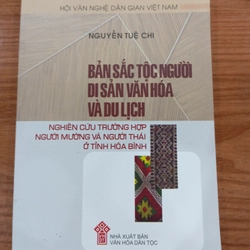 HỘI VĂN NGHỆ DÂN GIAN VIỆT NAM
NGUYỄN TUỆ CHI
BẢN SẮC TỘC NGƯỜI
DI SẢN VĂN HÓA
VÀ DU LỊCH
NGHIÊN CỨU TRƯỜNG HỢP
NGƯỜI MƯỜNG VÀ NGƯỜI THÁI
Ở TỈNH HÒA BÌNH
NHÀ XUẤT BẢN
VĂN HÓA DÂN TỘC